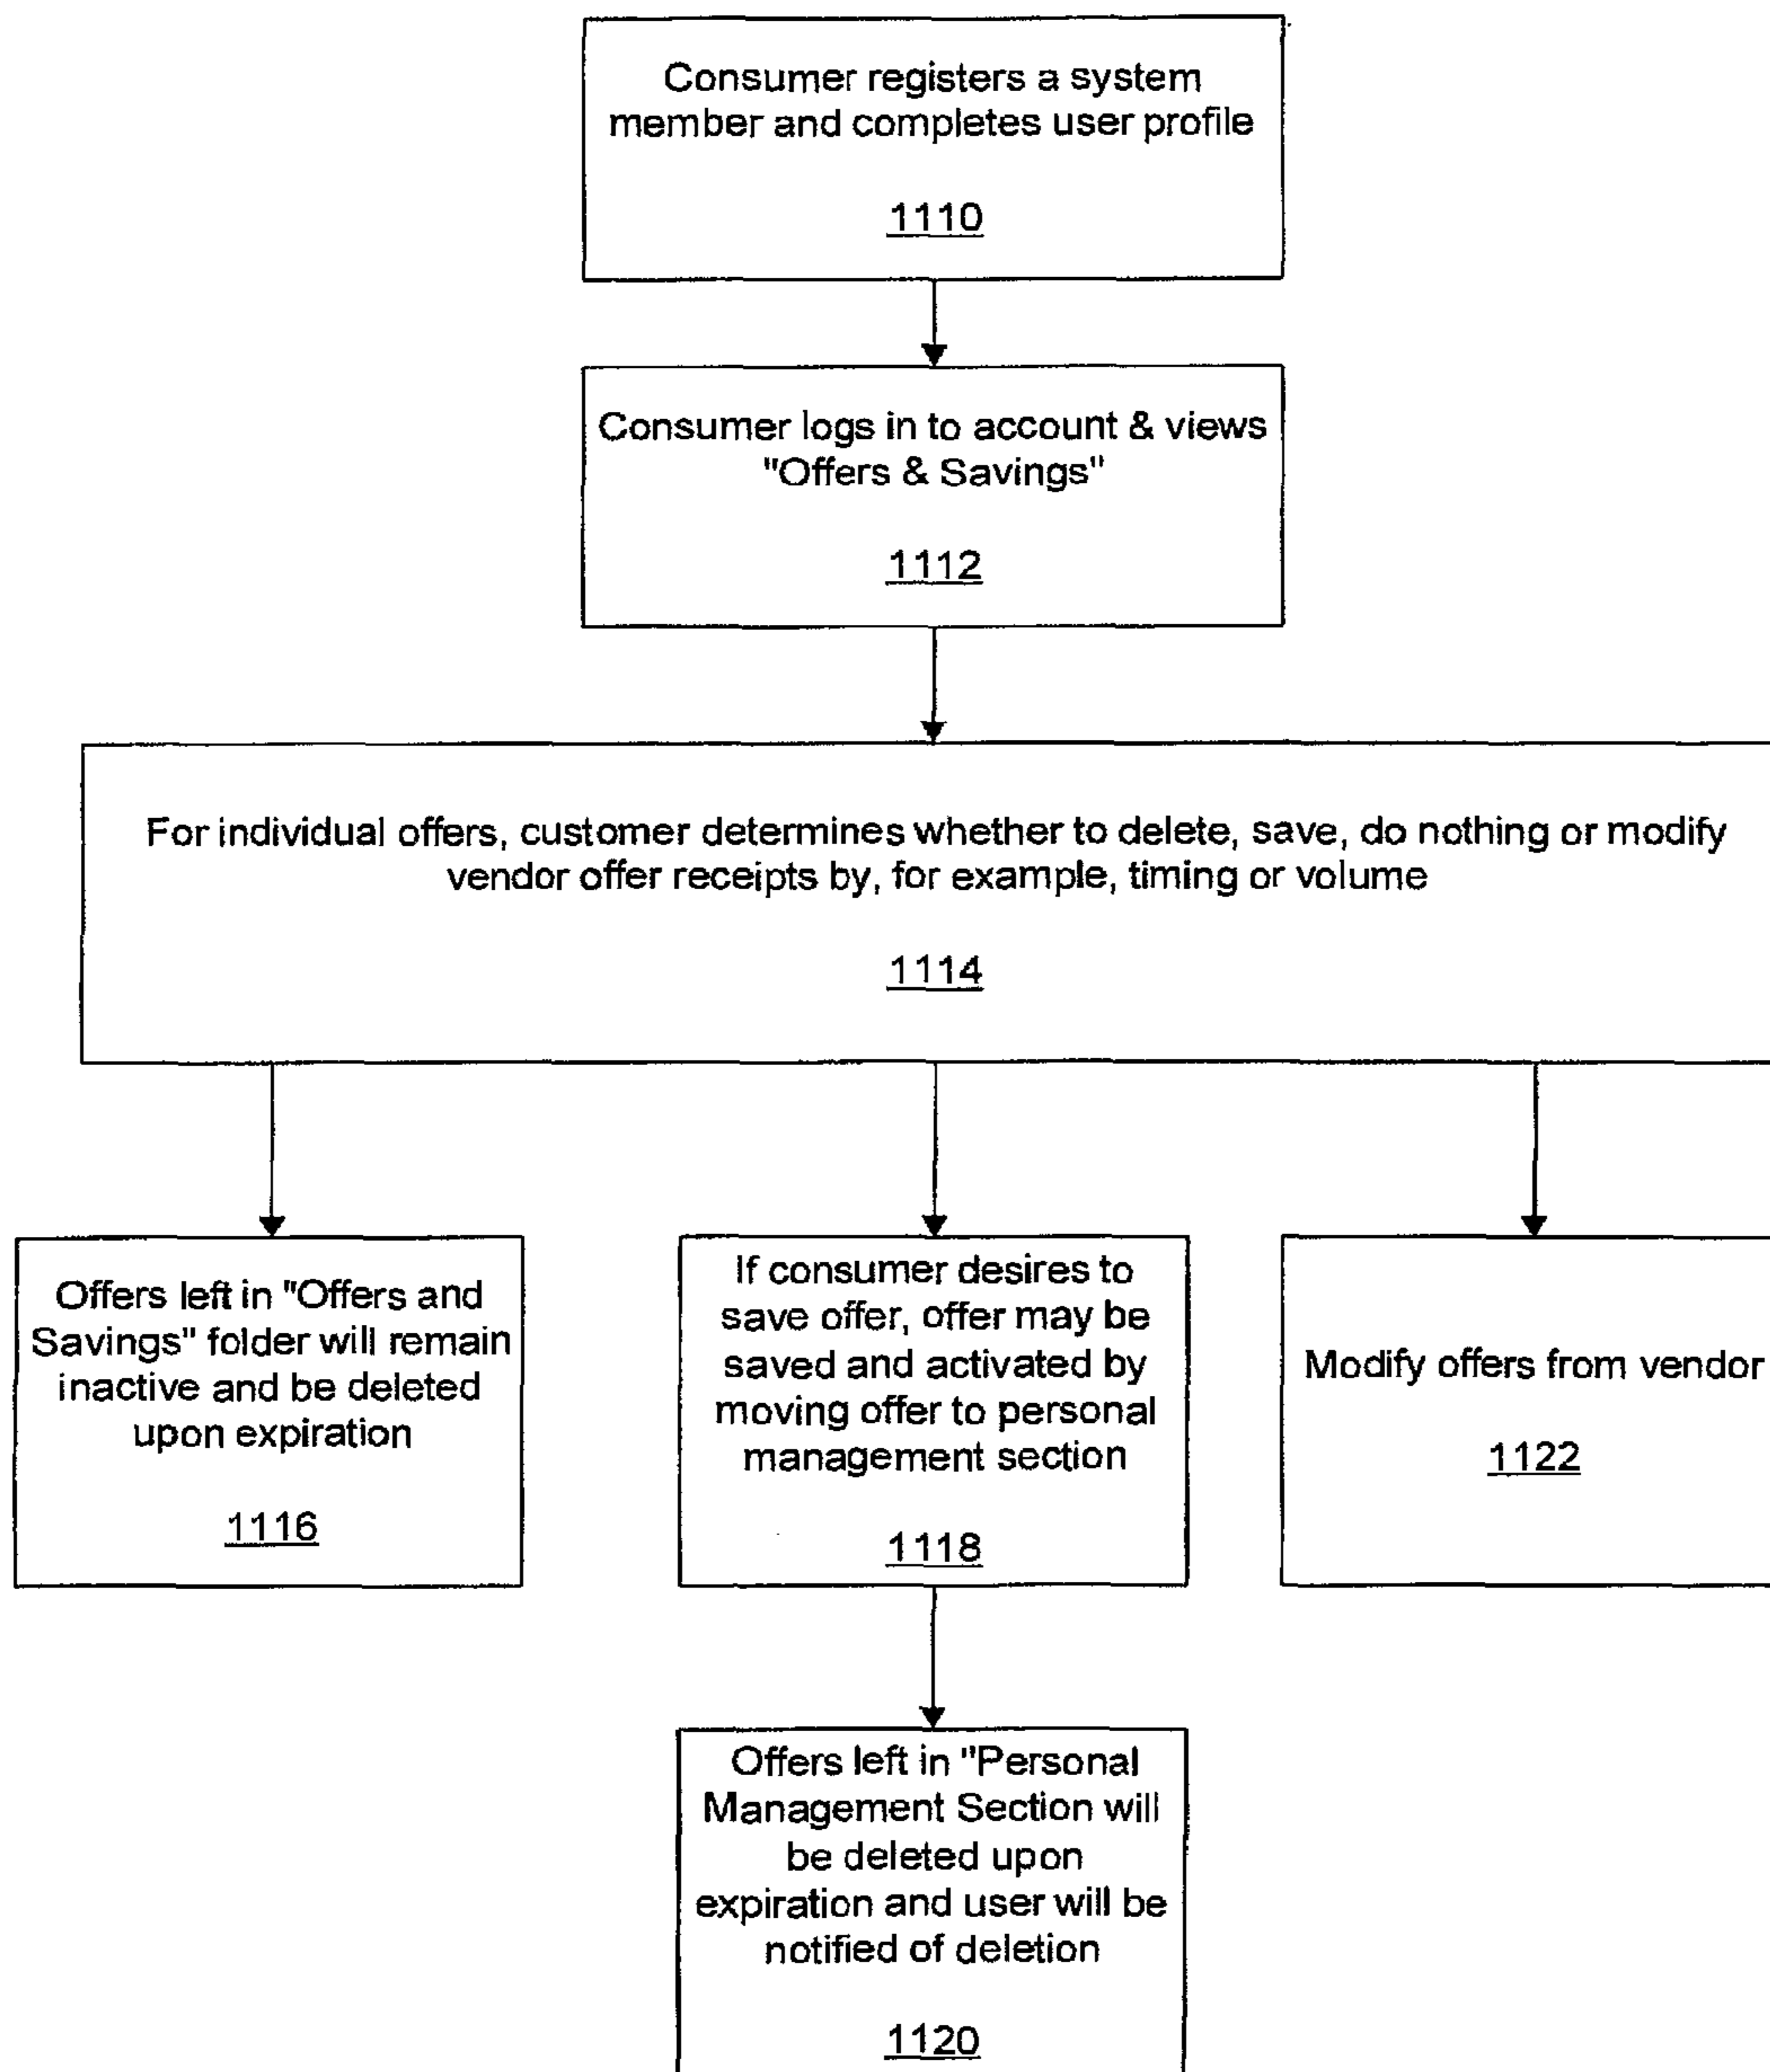 Consumer registers a system
member and completes user profile
1110
Consumer logs in to account & views
"Offers & Savings"
1112
For individual offers, customer determines whether to delete, save, do nothing or modify
vendor offer receipts by, for example, timing or volume
1114
Offers left in "Offers and
Savings" folder will remain
inactive and be deleted
upon expiration
1116
If consumer desires to
save offer, offer may be
saved and activated by
moving offer to personal
management section
1118
Modify offers from vendor
1122
Offers left in "Personal
Management Section will
be deleted upon
expiration and user will be
notified of deletion
1120